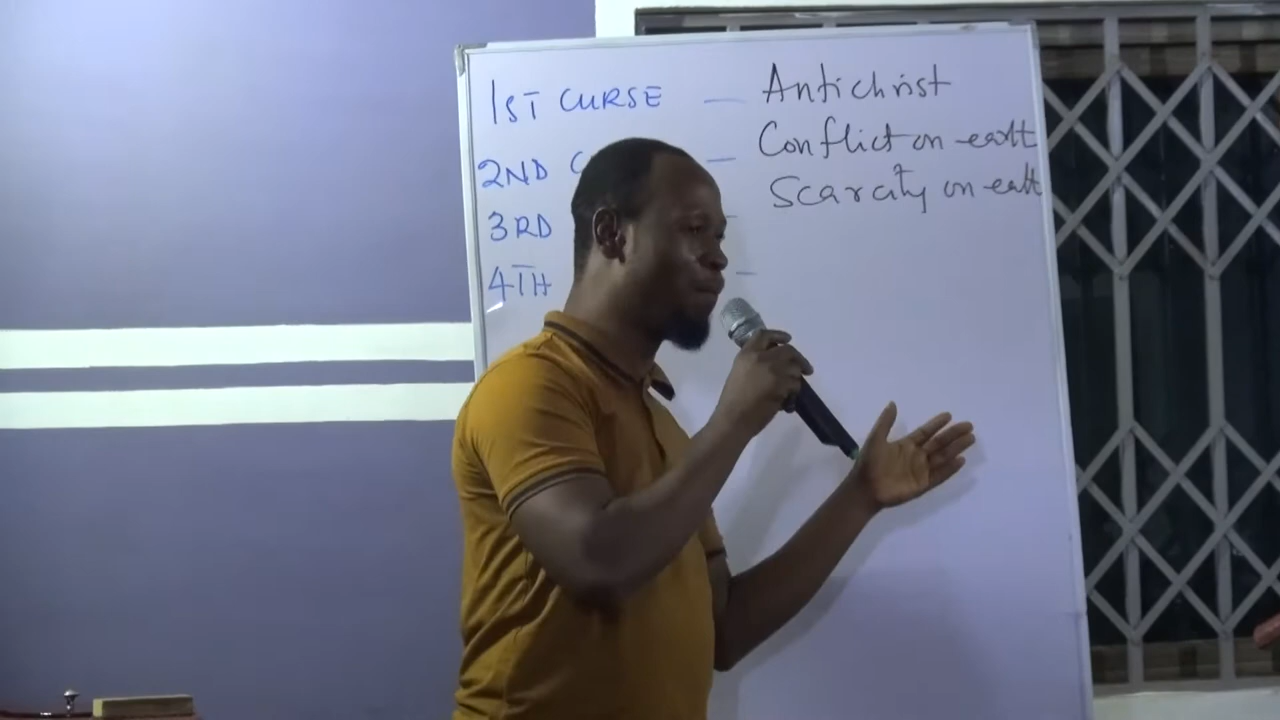 1ST CURSE — Antichrist
2ND C — Conflict on earth
3RD - Scarcity on earth
4TH -